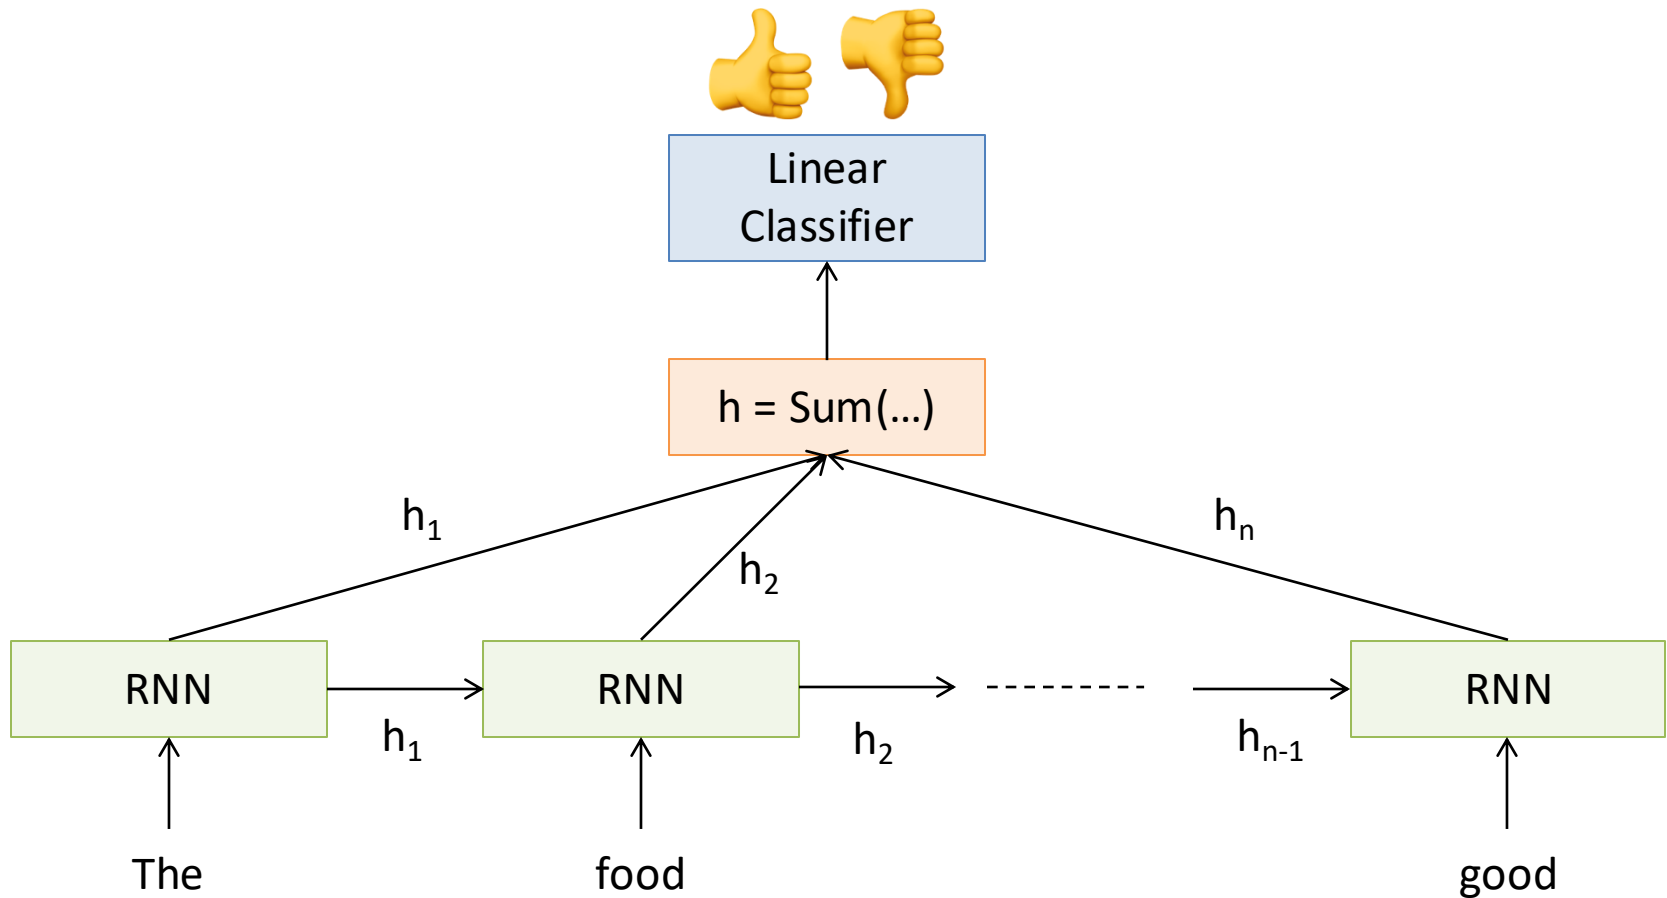 Linear
Classifier
h = Sum(...)
h₁
h₂
hₙ
RNN
RNN
RNN
h₁
h₂
hₙ₋₁
The
food
good